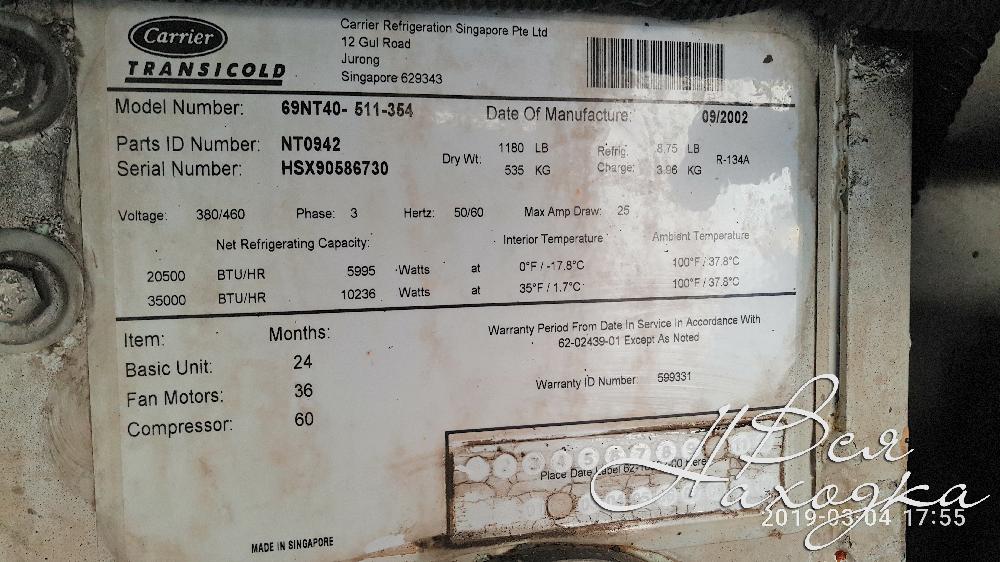 Carrier
TRANSICOLD
Carrier Refrigeration Singapore Pte Ltd
12 Gul Road
Jurong
Singapore 629343
Model Number: 69NT40- 511-354 Date Of Manufacture: 09/2002
Parts ID Number: NT0942
Serial Number: HSX90586730
Dry Wt: 1180 LB Refrig. 8.75 LB
535 KG Charge: 3.96 KG R-134A
Voltage: 380/460 Phase: 3 Hertz: 50/60 Max Amp Draw: 25
Net Refrigerating Capacity: Interior Temperature Ambient Temperature
20500 BTU/HR 5995 Watts at 0°F / -17.8°C 100°F / 37.8°C
35000 BTU/HR 10236 Watts at 35°F / 1.7°C 100°F / 37.8°C
Item: Months:
Basic Unit: 24
Fan Motors: 36
Compressor: 60
Warranty Period From Date In Service In Accordance With
62-02439-01 Except As Noted
Warranty ID Number: 599331
Place Date Label Here
MADE IN SINGAPORE
Вся
Находка
2019-03-04 17:55